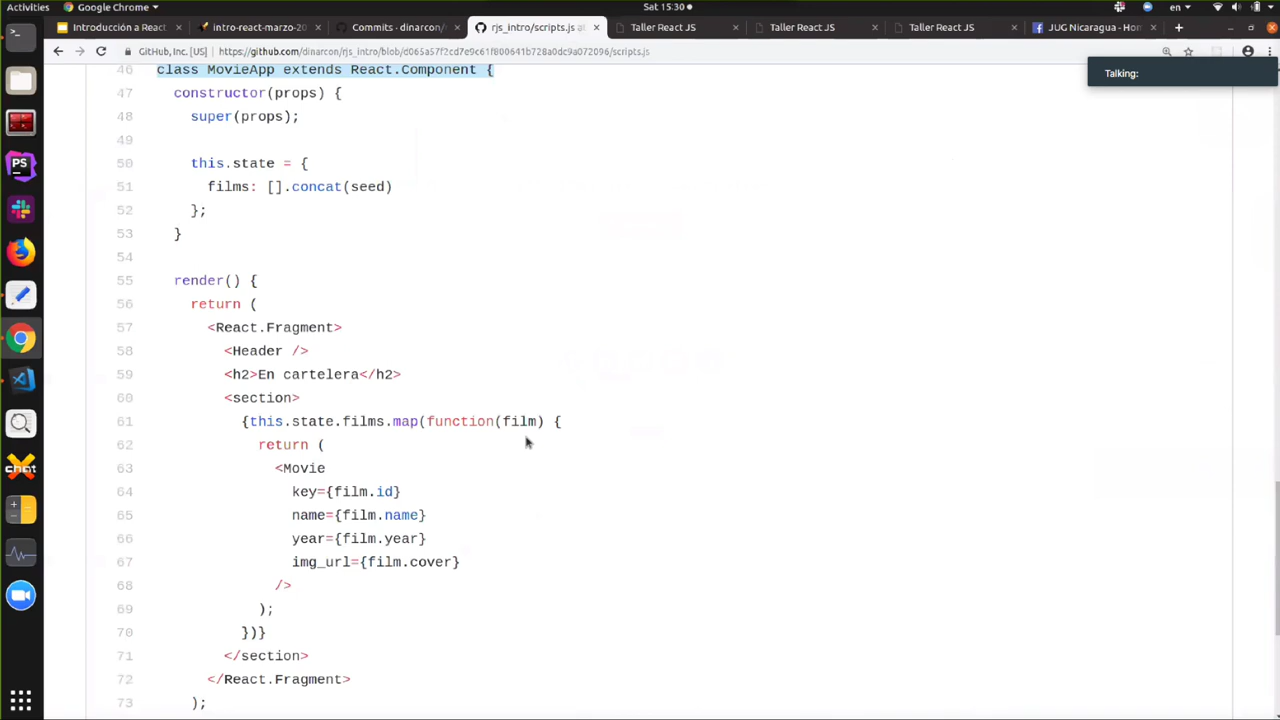 Activities
Google Chrome
Sat 15:30
en
Introducción a React
intro-react-marzo-20
Commits · dinarcon/
rjs_intro/scripts.js a
Taller React JS
Taller React JS
Taller React JS
JUG Nicaragua - Hon
GitHub, Inc. [US]
https://github.com/dinarcon/rjs_intro/blob/d065a57f2cd7e9c61f800641b728a0dc9a072096/scripts.js
Talking:
46 class MovieApp extends React.Component {
47 constructor(props) {
48 super(props);
49
50 this.state = {
51 films: [].concat(seed)
52 };
53 }
54
55 render() {
56 return (
57 <React.Fragment>
58 <Header />
59 <h2>En cartelera</h2>
60 <section>
61 {this.state.films.map(function(film) {
62 return (
63 <Movie
64 key={film.id}
65 name={film.name}
66 year={film.year}
67 img_url={film.cover}
68 />
69 );
70 })}
71 </section>
72 </React.Fragment>
73 );
PS
chat